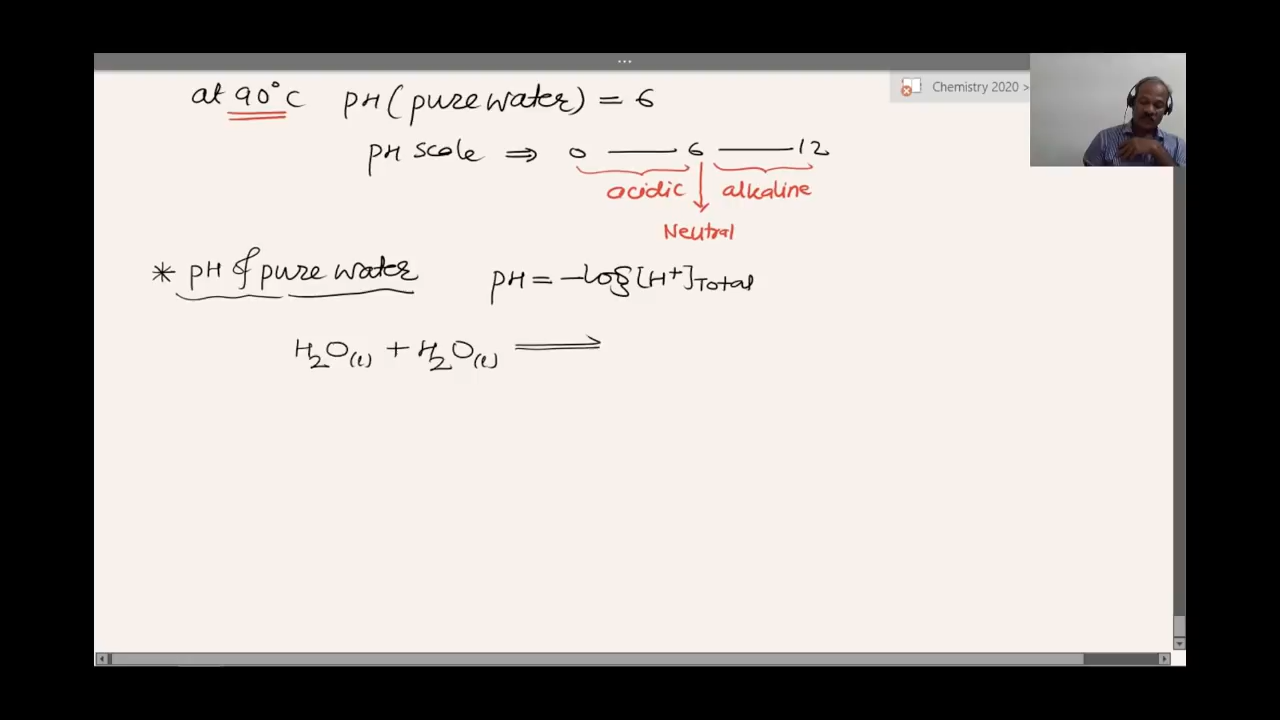 at 90°C pH (pure water) = 6
Chemistry 2020 >
pH scale ⇒ 0 —— 6 —— 12
acidic alkaline
Neutral
* pH of pure water pH = -log[H+]Total
H2O(l) + H2O(l) ⇌